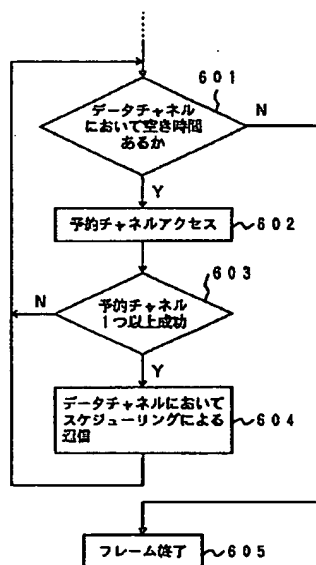 601
データチャネル
において空き時間
あるか
N
Y
予約チャネルアクセス
602
603
N
予約チャネル
1つ以上成功
Y
データチャネルにおいて
スケジューリングによる
返信
604
フレーム終了
605